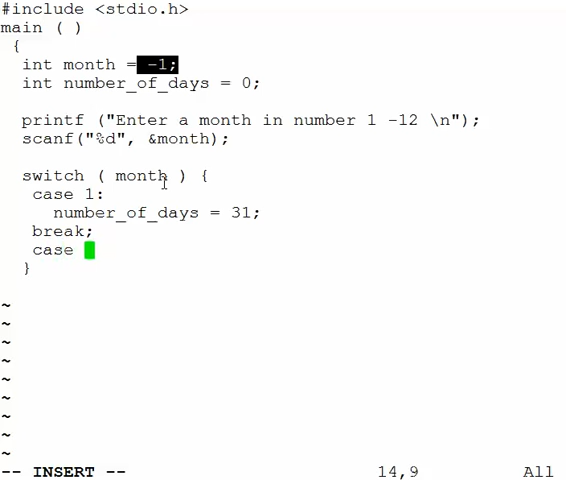 #include <stdio.h>
main ( )
{
int month = -1;
int number_of_days = 0;
printf ("Enter a month in number 1 -12 \n");
scanf("%d", &month);
switch ( month ) {
case 1:
number_of_days = 31;
break;
case
}
~
~
~
~
~
~
~
~
~
-- INSERT -- 14,9 All